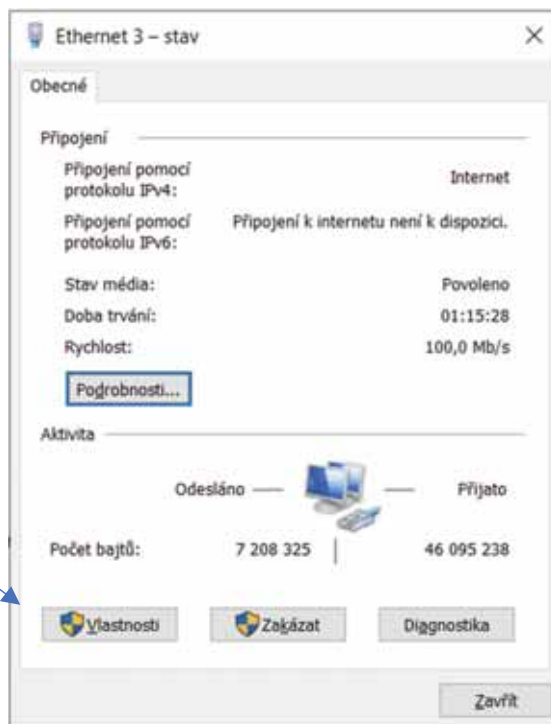 Ethernet 3 – stav
Obecné
Připojení
Připojení pomocí
protokolu IPv4:
Internet
Připojení pomocí
protokolu IPv6:
Připojení k internetu není k dispozici.
Stav média: Povoleno
Doba trvání: 01:15:28
Rychlost: 100,0 Mb/s
Podrobnosti...
Aktivita
Odesláno — — Přijato
Počet bajtů: 7 208 325 | 46 095 238
Vlastnosti Zakázat Diagnostika
Zavřít